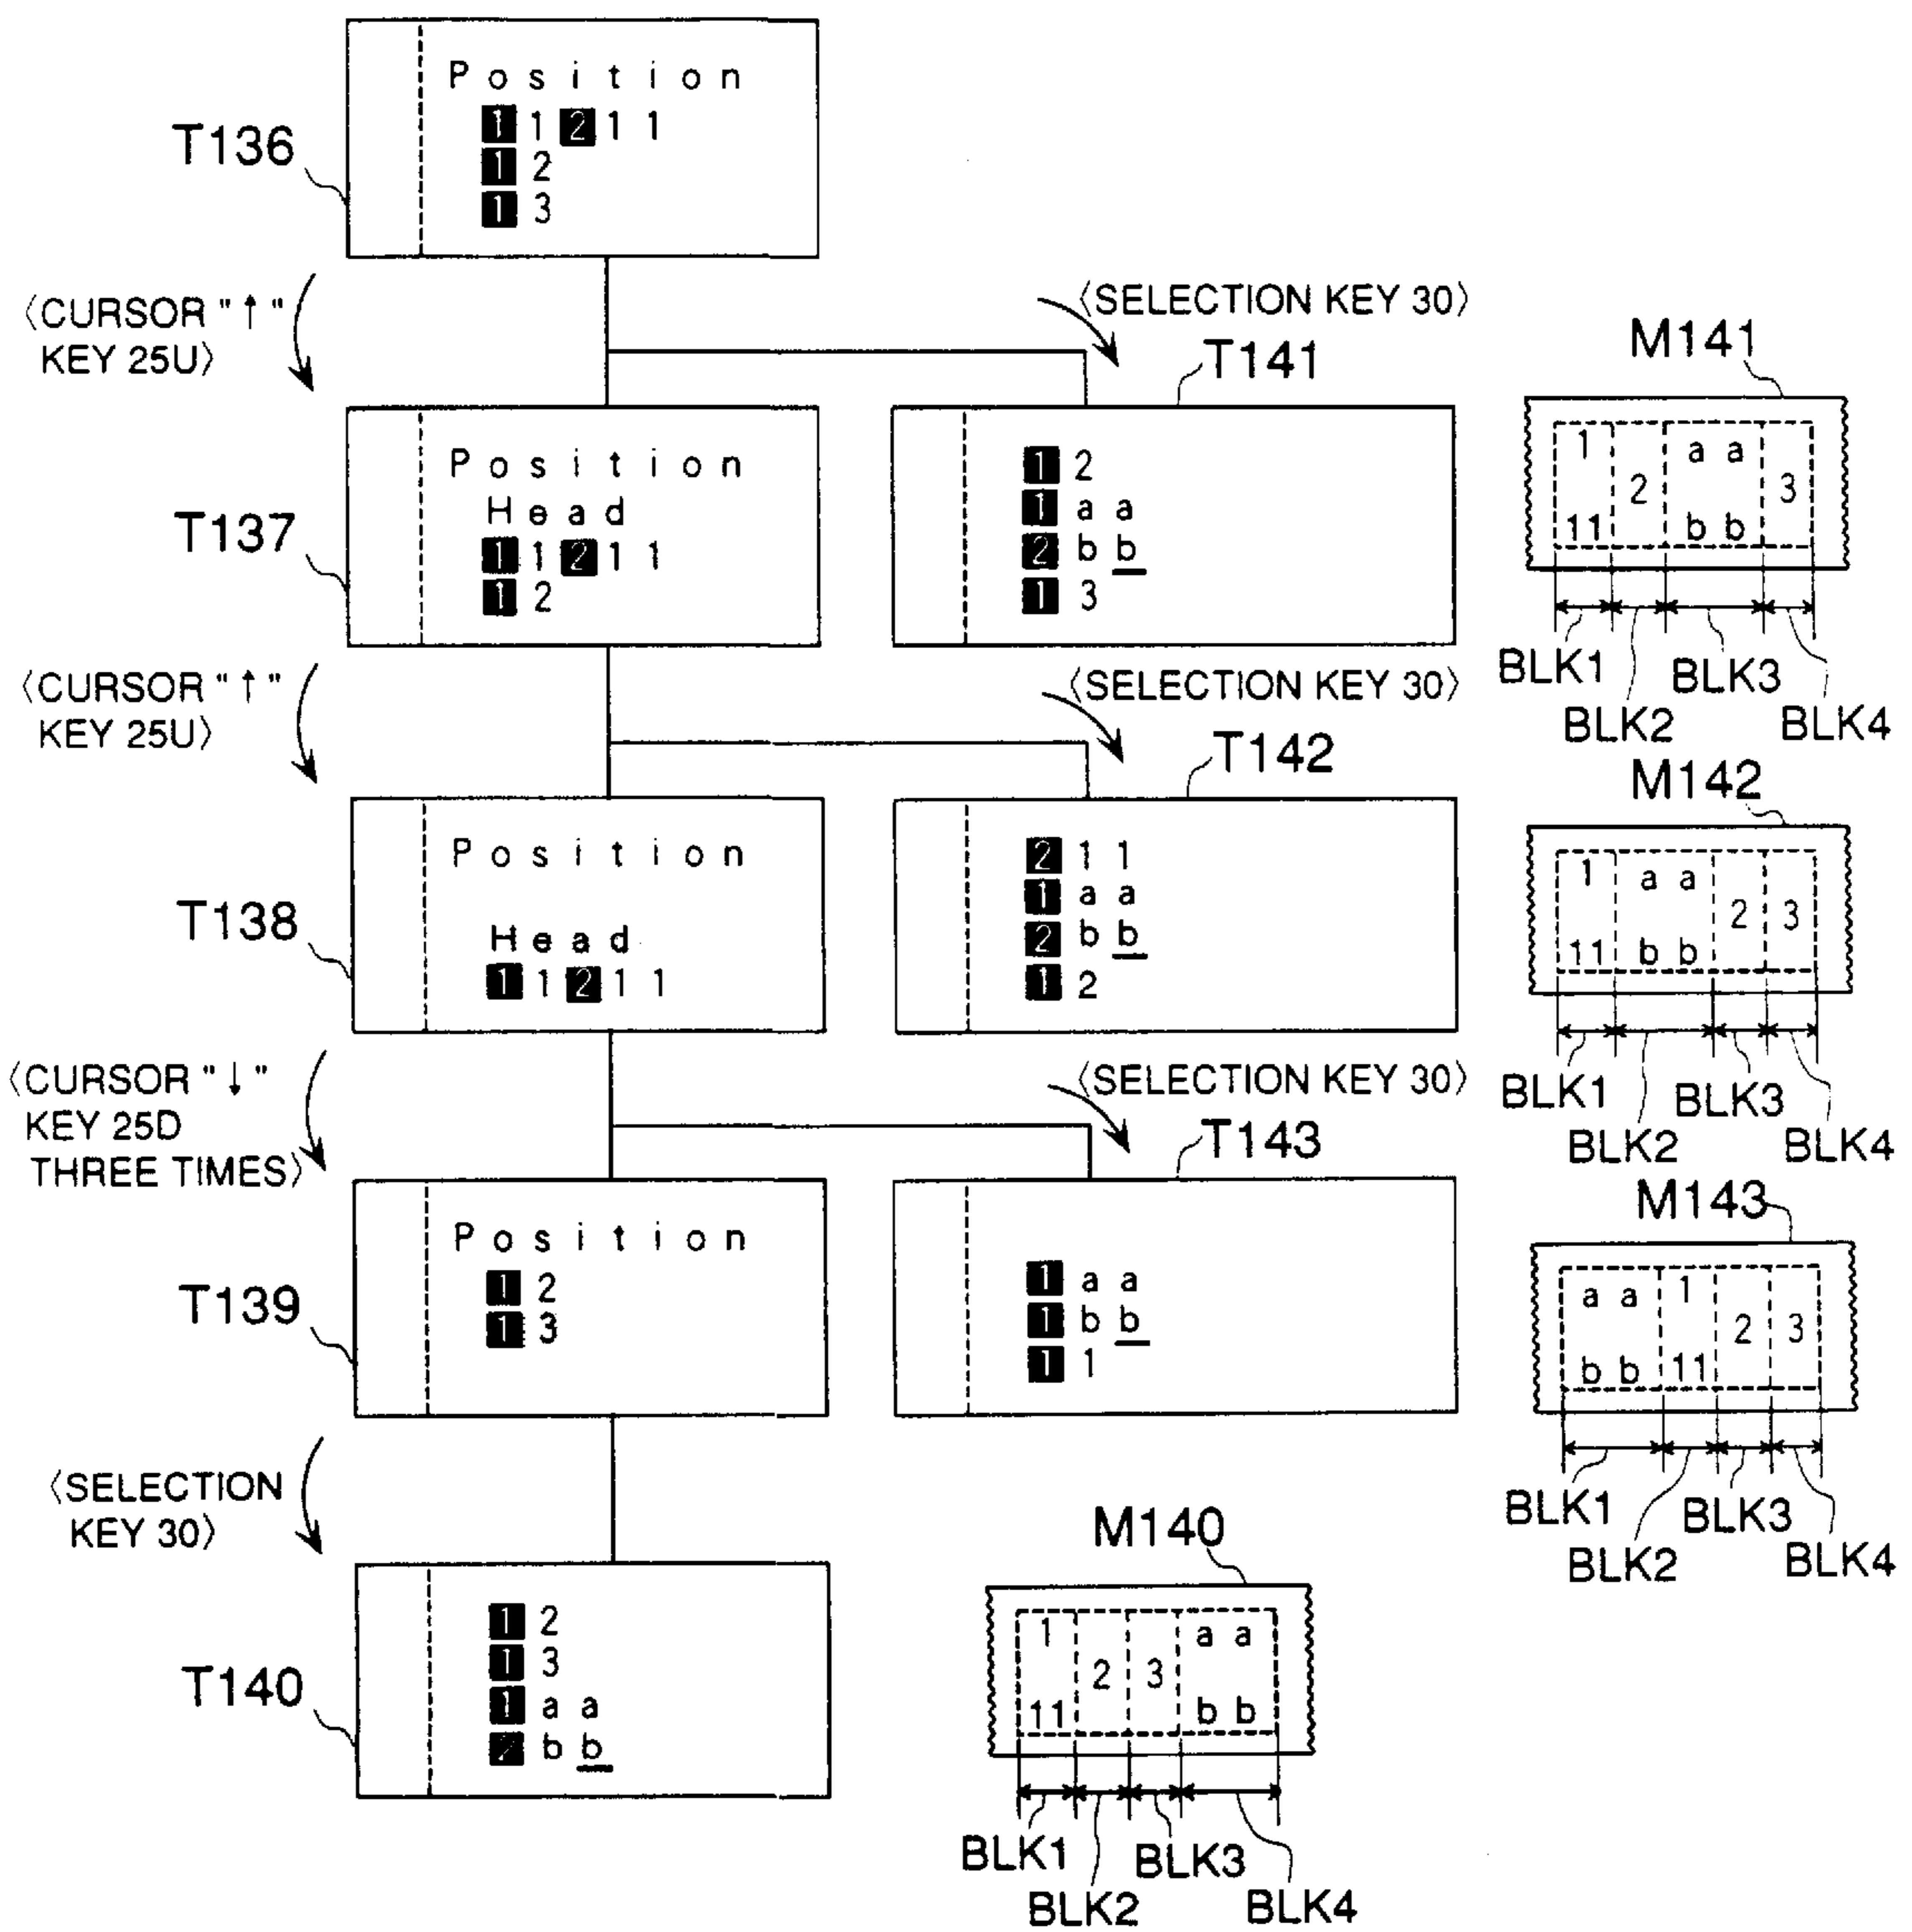 Position
1 1 2 1 1
1 2
1 3
T136
〈CURSOR "↑"
KEY 25U〉
〈SELECTION KEY 30〉
T141
M141
Position
Head
1 1 2 1 1
1 2
T137
1 2
1 a a
2 b b
1 3
1 a a
2 3
11 b b
BLK1 BLK3
BLK2 BLK4
〈CURSOR "↑"
KEY 25U〉
〈SELECTION KEY 30〉
T142
M142
Position
Head
1 1 2 1 1
T138
2 1 1
1 a a
2 b b
1 2
1 a a
2 3
11 b b
BLK1 BLK3
BLK2 BLK4
〈CURSOR "↓"
KEY 25D
THREE TIMES〉
〈SELECTION KEY 30〉
T143
M143
Position
1 2
1 3
T139
1 a a
1 b b
1 1
a a 1
2 3
b b 11
BLK1 BLK3
BLK2 BLK4
〈SELECTION
KEY 30〉
M140
1 2
1 3
1 a a
2 b b
T140
1 a a
2 3
11 b b
BLK1 BLK3
BLK2 BLK4